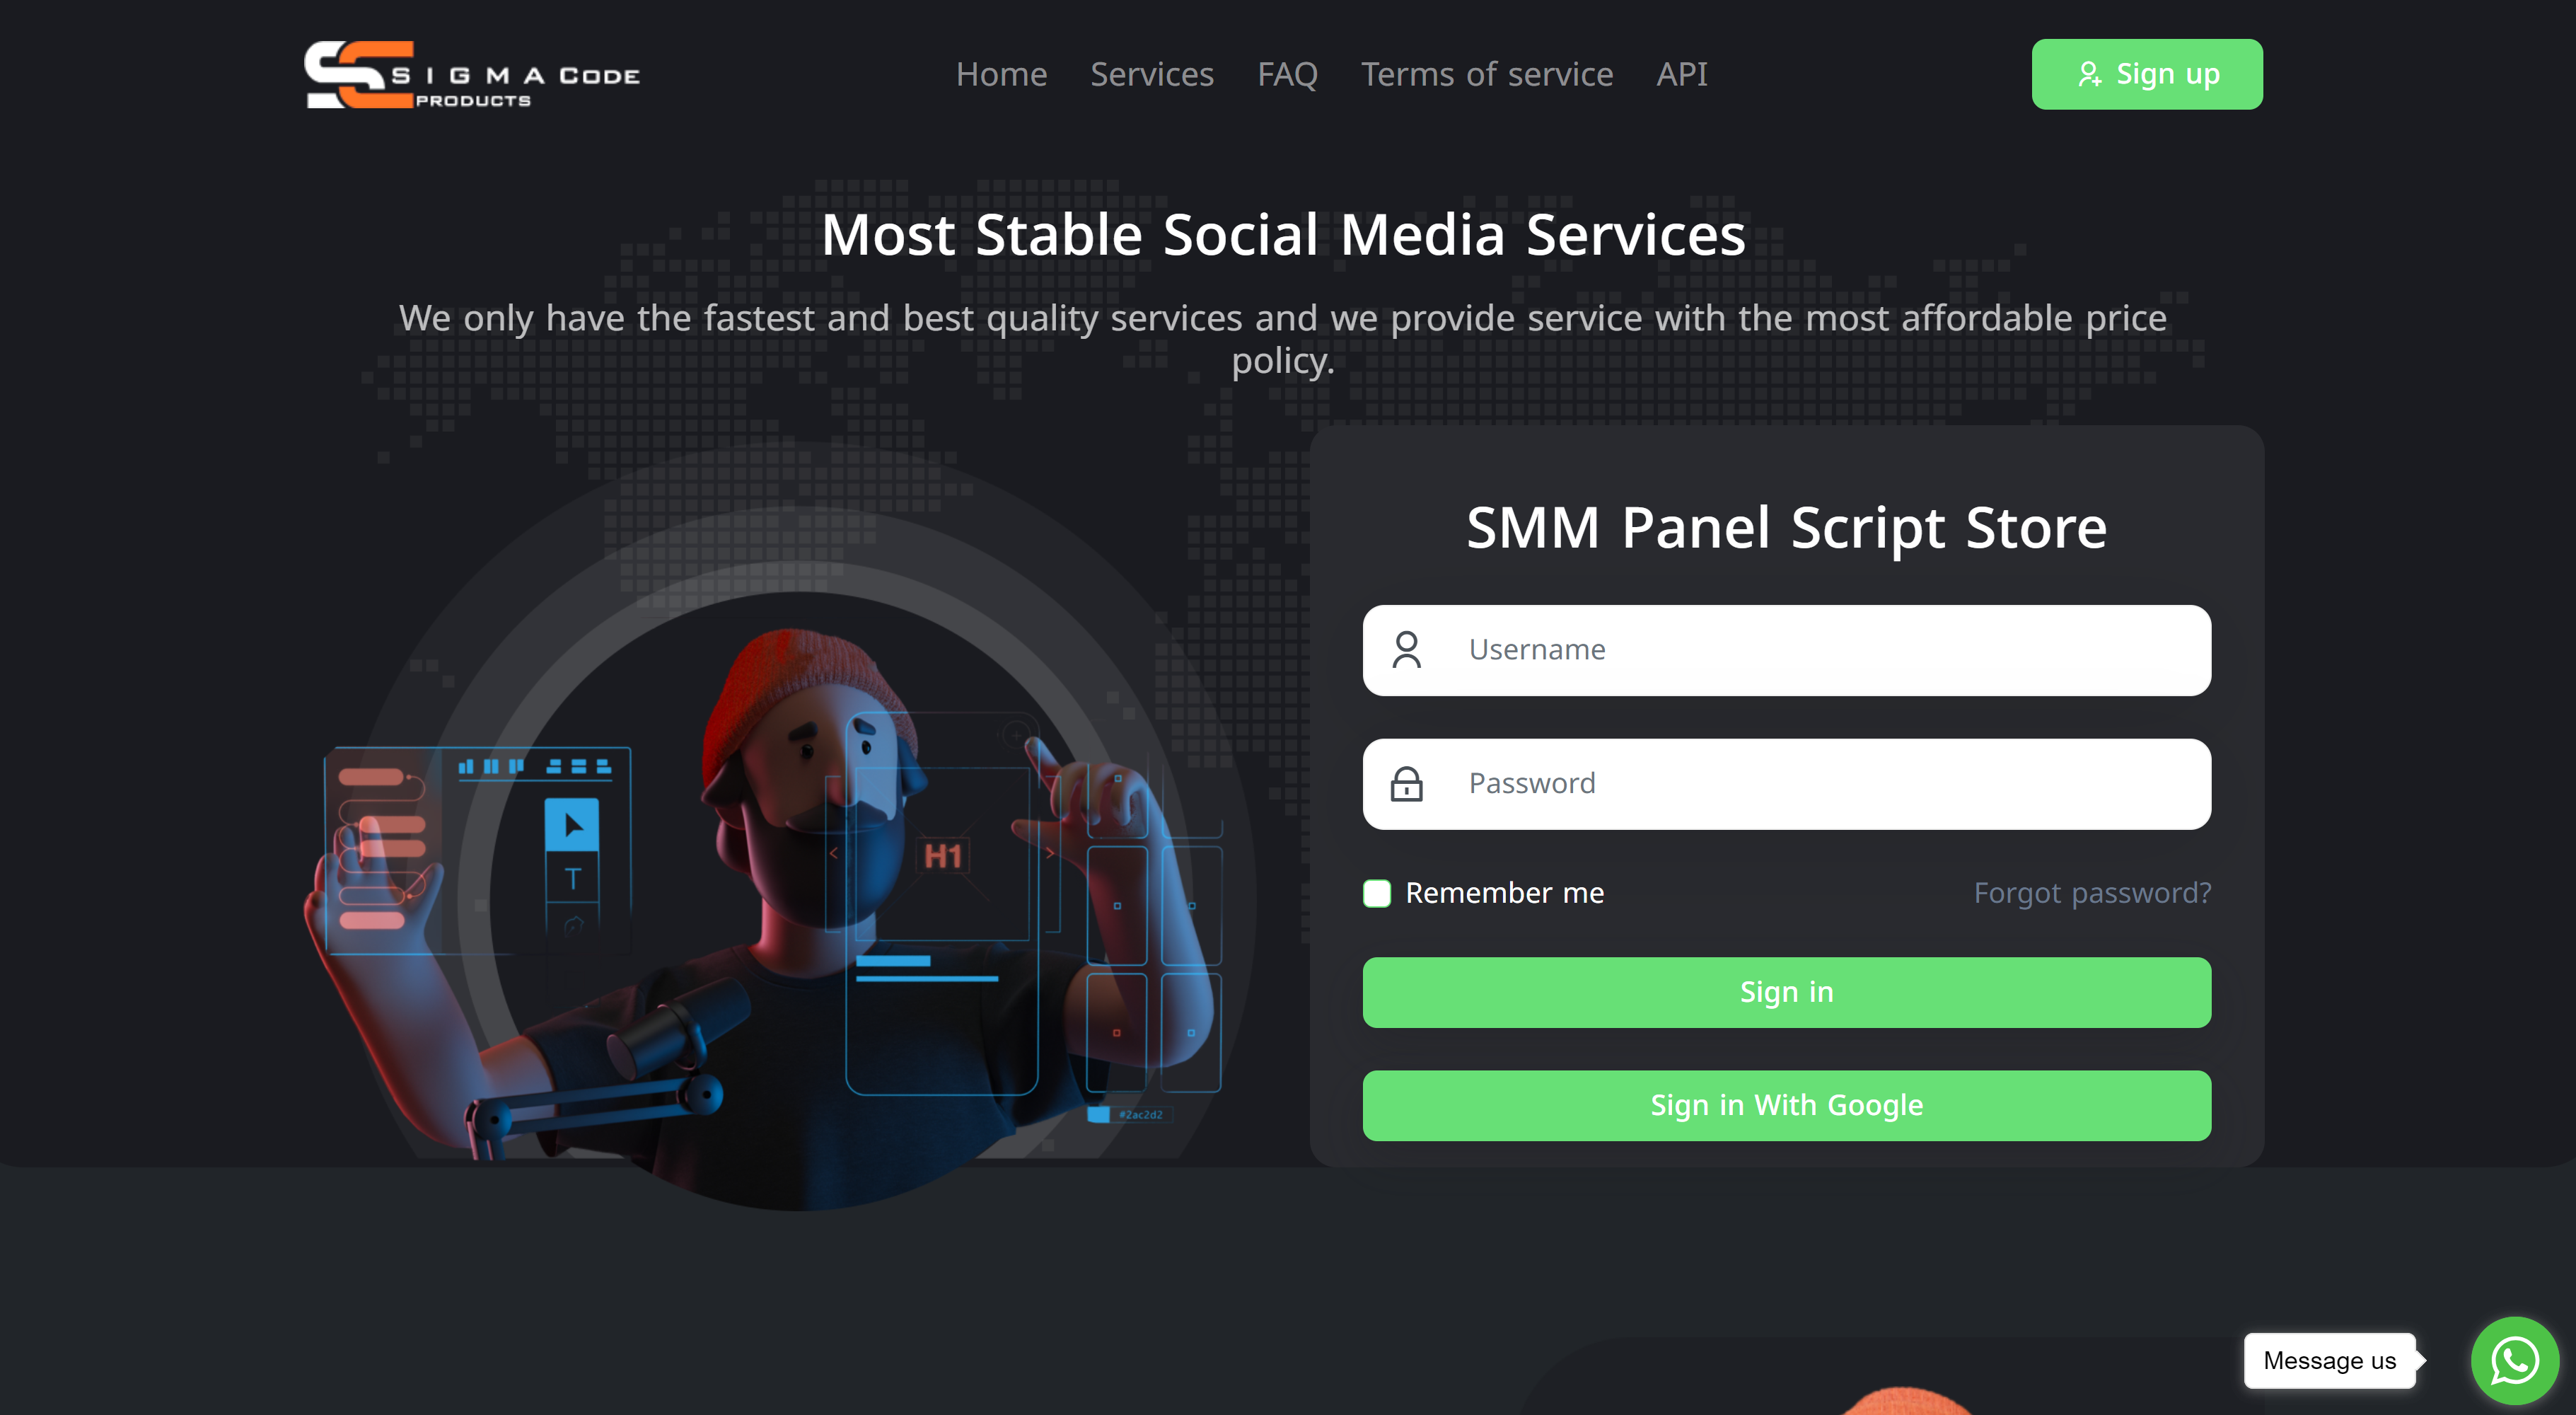 SIGMA CODE
PRODUCTS
Home Services FAQ Terms of service API
Sign up
Most Stable Social Media Services
We only have the fastest and best quality services and we provide service with the most affordable price
policy.
SMM Panel Script Store
Username
Password
Remember me
Forgot password?
Sign in
Sign in With Google
T
H1
#2ac2d2
Message us